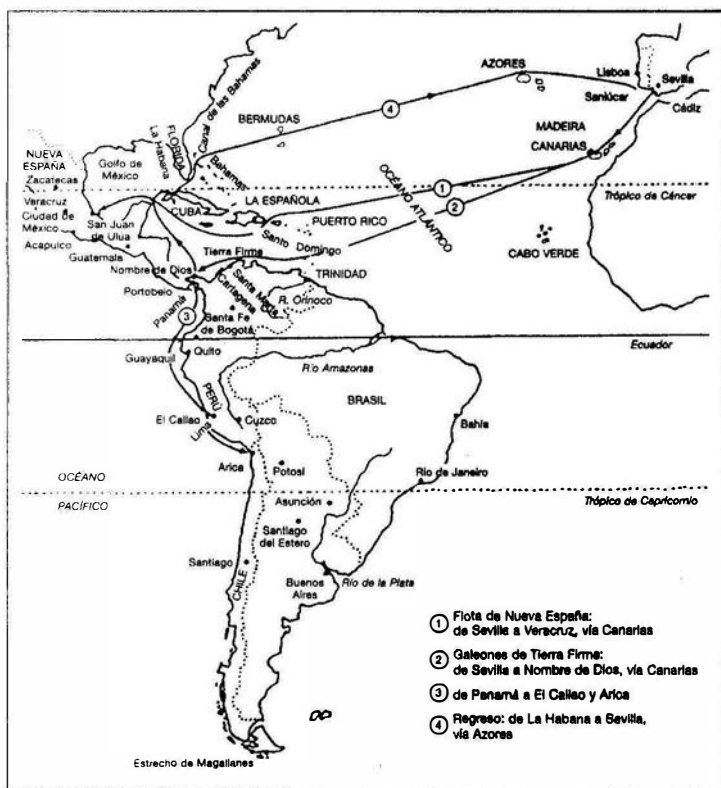 AZORES
Lisboa
Sevilla
Sanlúcar
Cádiz
Canal de las Bahamas
BERMUDAS
④
MADEIRA
CANARIAS
FLORIDA
La Habana
NUEVA
ESPAÑA
Golfo de
México
Zacatecas
Bahamas
LA ESPAÑOLA
①
Trópico de Cáncer
Veracruz
CUBA
②
OCÉANO ATLÁNTICO
Ciudad de
México
San Juan
de Ulua
PUERTO RICO
Santo Domingo
Acapulco
Guatemala
Tierra Firme
CABO VERDE
Nombre de Dios
TRINIDAD
Portobelo
Santa Marta
Cartagena
R. Orinoco
Panamá
③
Santa Fe
de Bogotá
Ecuador
Quito
Guayaquil
Río Amazonas
PERÚ
BRASIL
El Callao
Lima
Cuzco
Bahía
Arica
Potosí
Río de Janeiro
OCÉANO
PACÍFICO
Asunción
Trópico de Capricornio
Santiago
del Estero
Santiago
CHILE
Buenos
Aires
Río de la Plata
① Flota de Nueva España:
de Sevilla a Veracruz, vía Canarias
② Galeones de Tierra Firme:
de Sevilla a Nombre de Dios, vía Canarias
③ de Panamá a El Callao y Arica
④ Regreso: de La Habana a Sevilla,
vía Azores
Estrecho de Magallanes